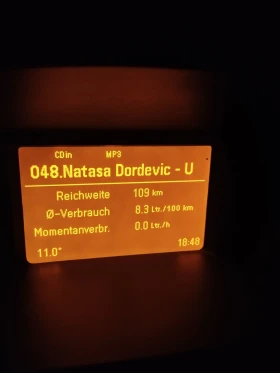 CDin MP3
048.Natasa Dordevic - U
Reichweite 109 km
Ø-Verbrauch 8.3 Ltr./100 km
Momentanverbr. 0.0 Ltr./h
18:48
11.0°